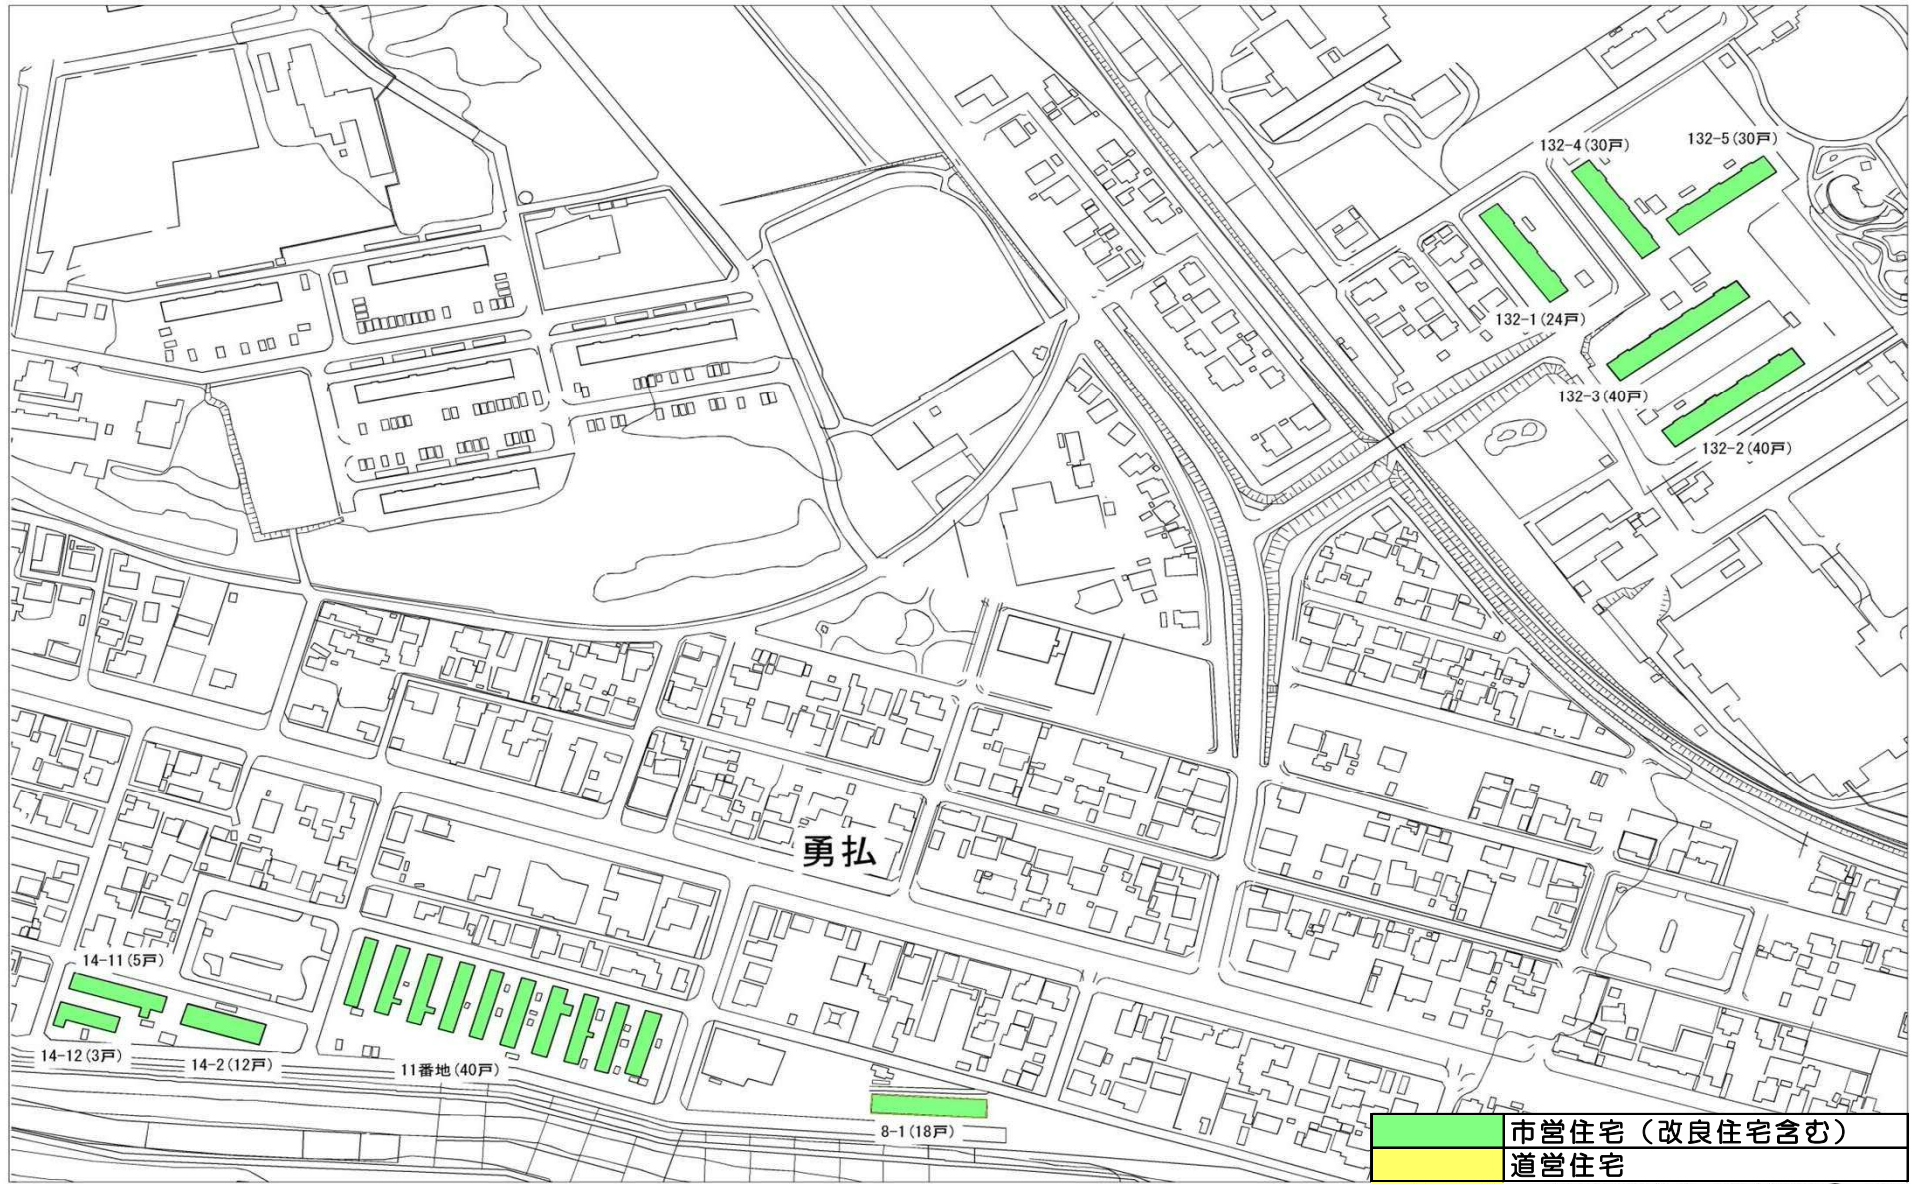 132-4(30戸)
132-5(30戸)
132-1(24戸)
132-3(40戸)
132-2(40戸)
勇払
14-11(5戸)
14-12(3戸)
14-2(12戸)
11番地(40戸)
8-1(18戸)
市営住宅（改良住宅含む）
道営住宅